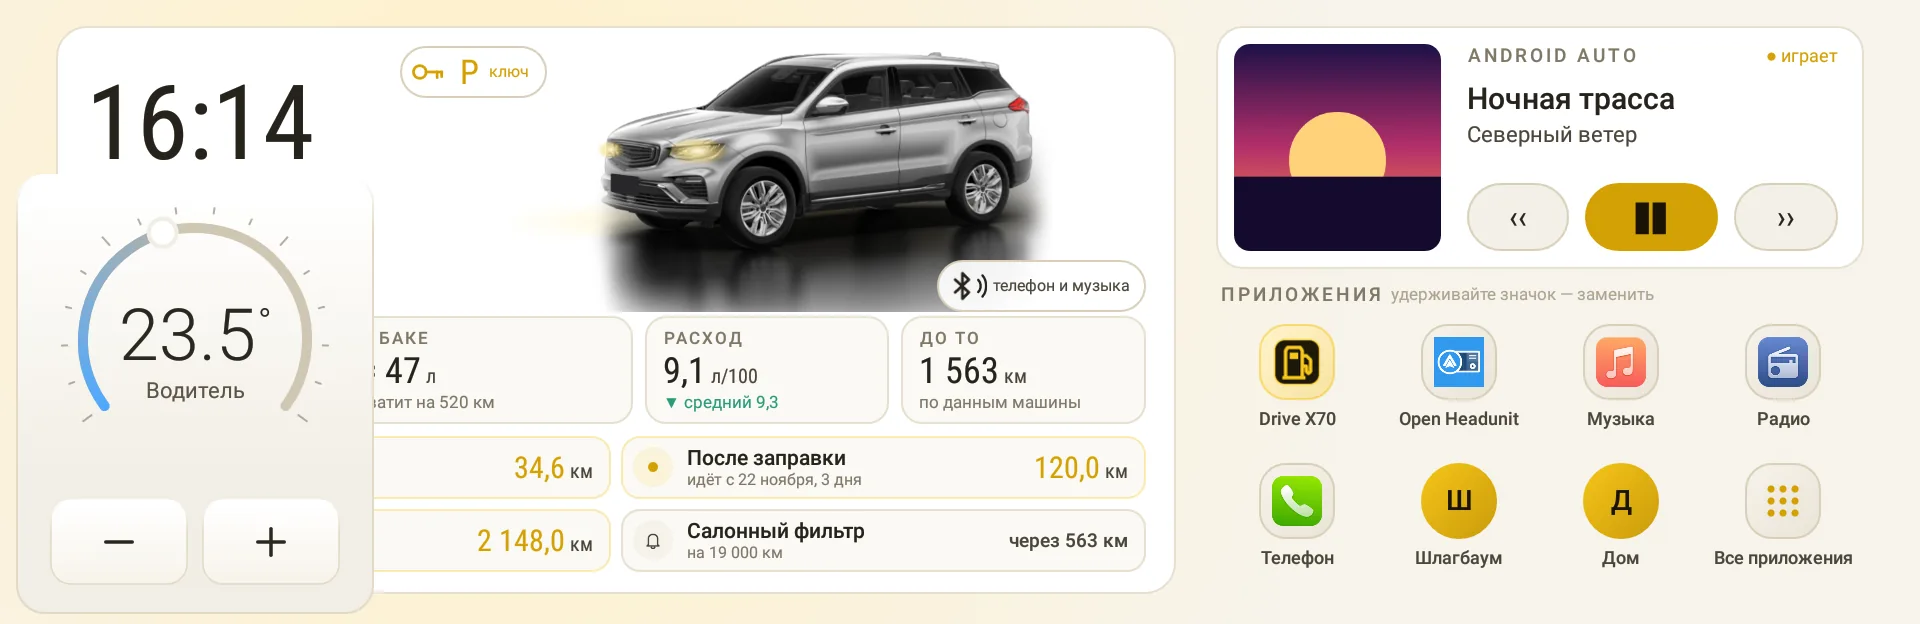 16:14
P ключ
23.5°
Водитель
− +
телефон и музыка
БАКЕ
47 л
ватит на 520 км
РАСХОД
9,1 л/100
▼ средний 9,3
ДО ТО
1 563 км
по данным машины
34,6 км
После заправки
идёт с 22 ноября, 3 дня
120,0 км
2 148,0 км
Салонный фильтр
на 19 000 км
через 563 км
ANDROID AUTO
• играет
Ночная трасса
Северный ветер
‹‹ ››
ПРИЛОЖЕНИЯ удерживайте значок — заменить
Drive X70
Open Headunit
Музыка
Радио
Телефон
Ш
Шлагбаум
Д
Дом
Все приложения